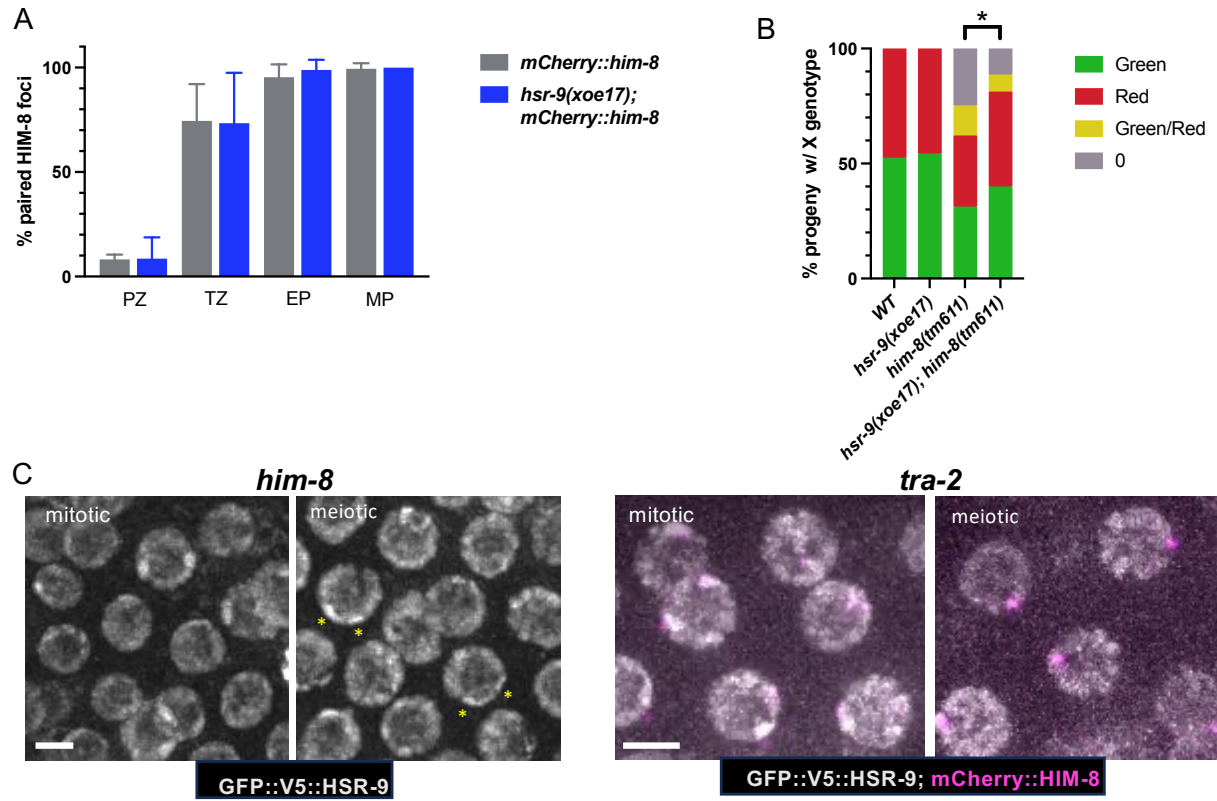 A
% paired HIM-8 foci
100
50
0
PZ
TZ
EP
MP
mCherry::him-8
hsr-9(xoe17);
mCherry::him-8
B
% progeny w/ X genotype
100
50
0
*
WT
hsr-9(xoe17)
him-8(tm611)
hsr-9(xoe17); him-8(tm611)
Green
Red
Green/Red
0
C
him-8
mitotic
meiotic
*
*
*
*
GFP::V5::HSR-9
tra-2
mitotic
meiotic
GFP::V5::HSR-9; mCherry::HIM-8